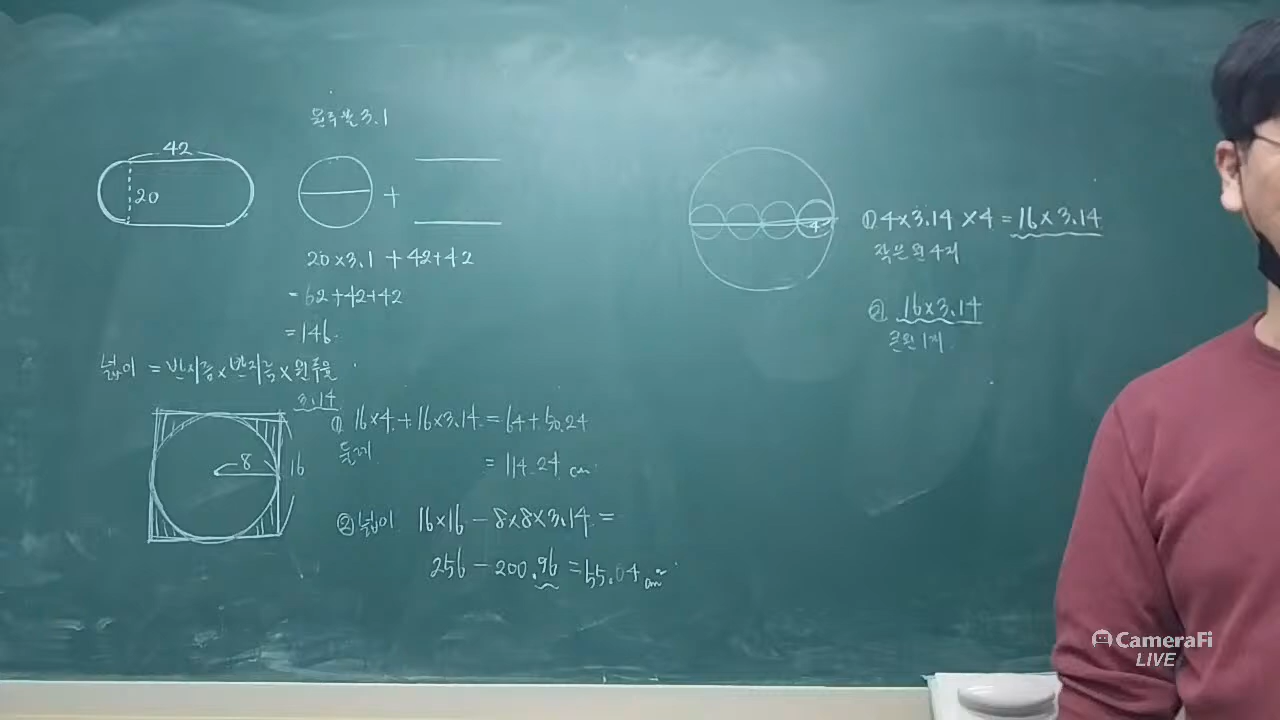 원주율 3.1
42
20
+
20×3.1 + 42+42
= 62+42+42
= 146.
넓이 = 반지름 × 반지름 × 원주율
3.14
8
16
① 16×4 + 16×3.14 = 64+50.24
둘레
= 114.24 cm
② 넓이 16×16 − 8×8×3.14 =
256 − 200.96 = 55.04 cm²
4
① 4×3.14 ×4 = 16×3.14
작은원 4개
② 16×3.14
큰원 1개
CameraFi
LIVE